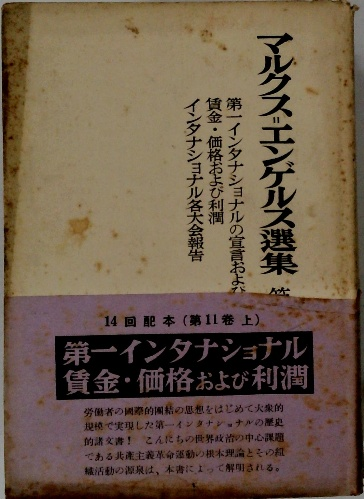 マルクス=エンゲルス選集
第一インタナショナルの宣言および
賃金・価格および利潤
インタナショナル各大会報告
14回配本(第11巻 上)
第一インタナショナル
賃金・価格および利潤
労働者の國際的團結の思想をはじめて大衆的
規模で実現した第一インタナショナルの歴史
的諸文書! こんにちの世界政治の中心課題
である共産主義革命運動の根本理論とその組
織活動の源泉は、本書によって解明される。